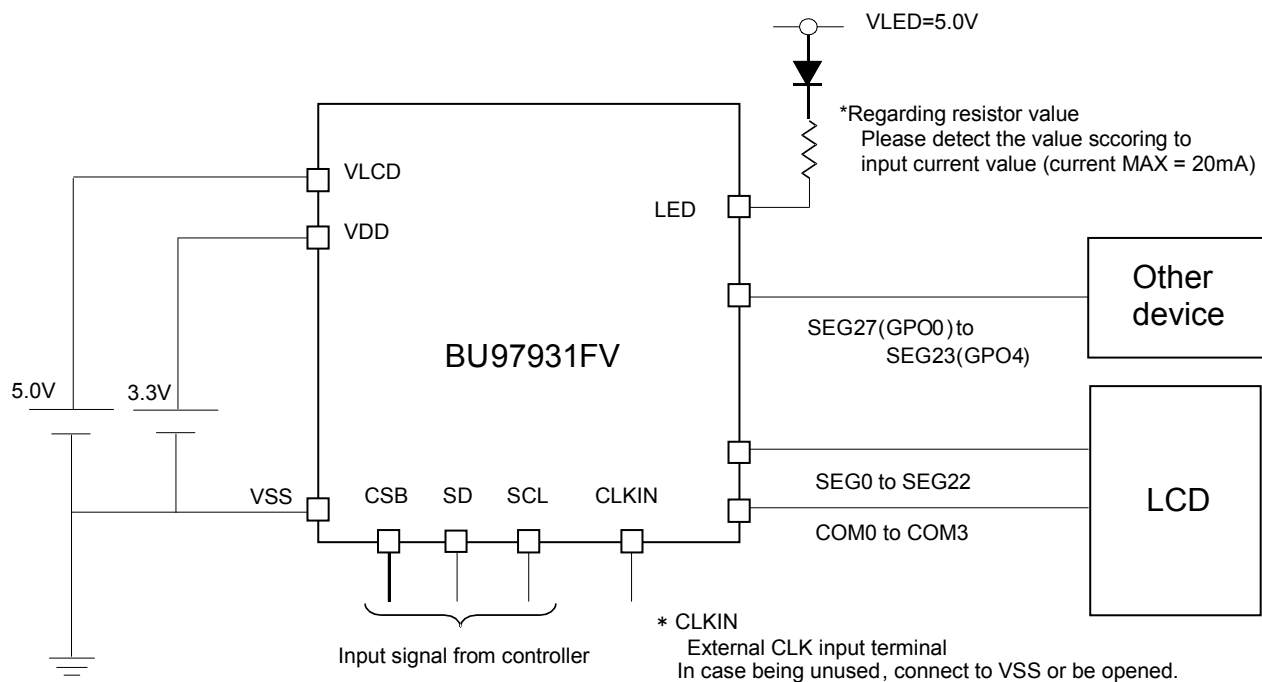 VLED=5.0V
*Regarding resistor value
Please detect the value sccoring to
input current value (current MAX = 20mA)
VLCD
LED
VDD
Other
device
SEG27(GPO0) to
SEG23(GPO4)
BU97931FV
5.0V
3.3V
VSS
CSB
SD
SCL
CLKIN
SEG0 to SEG22
LCD
COM0 to COM3
* CLKIN
External CLK input terminal
Input signal from controller
In case being unused, connect to VSS or be opened.